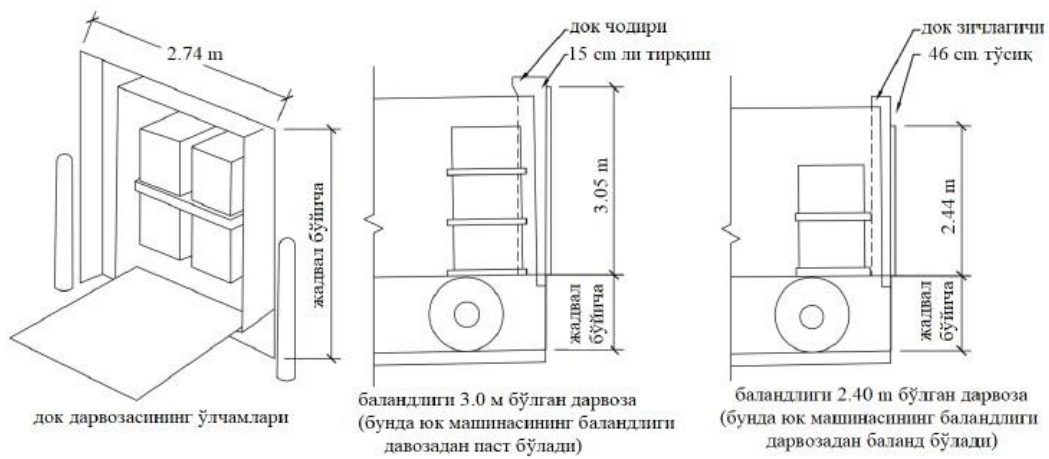 2.74 m
жадвал бўйича
док дарвозасининг ўлчамлари
док чодири
15 cm ли тирқиш
3.05 m
жадвал
бўйича
баландлиги 3.0 м бўлган дарвоза
(бунда юк машинасининг баландлиги
давозадан паст бўлади)
док зичлагичи
46 cm тўсиқ
2.44 m
жадвал
бўйича
баландлиги 2.40 m бўлган дарвоза
(бунда юк машинасининг баландлиги
дарвозадан баланд бўлади)